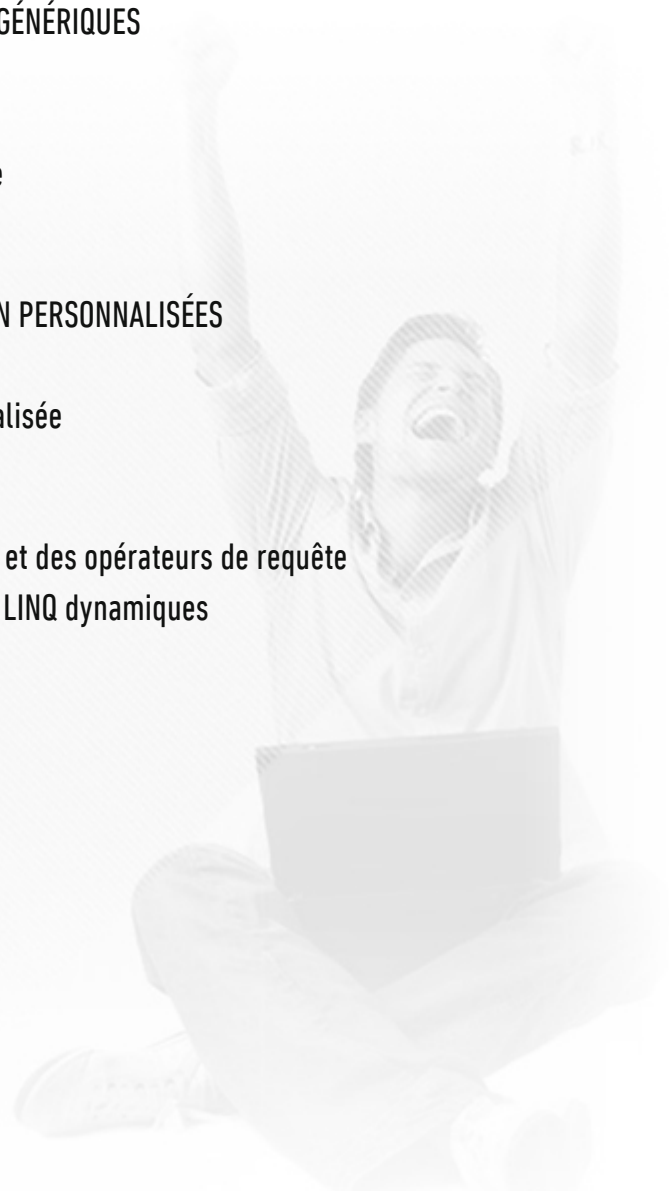 GÉNÉRIQUES
N PERSONNALISÉES
alisée
et des opérateurs de requête
LINQ dynamiques